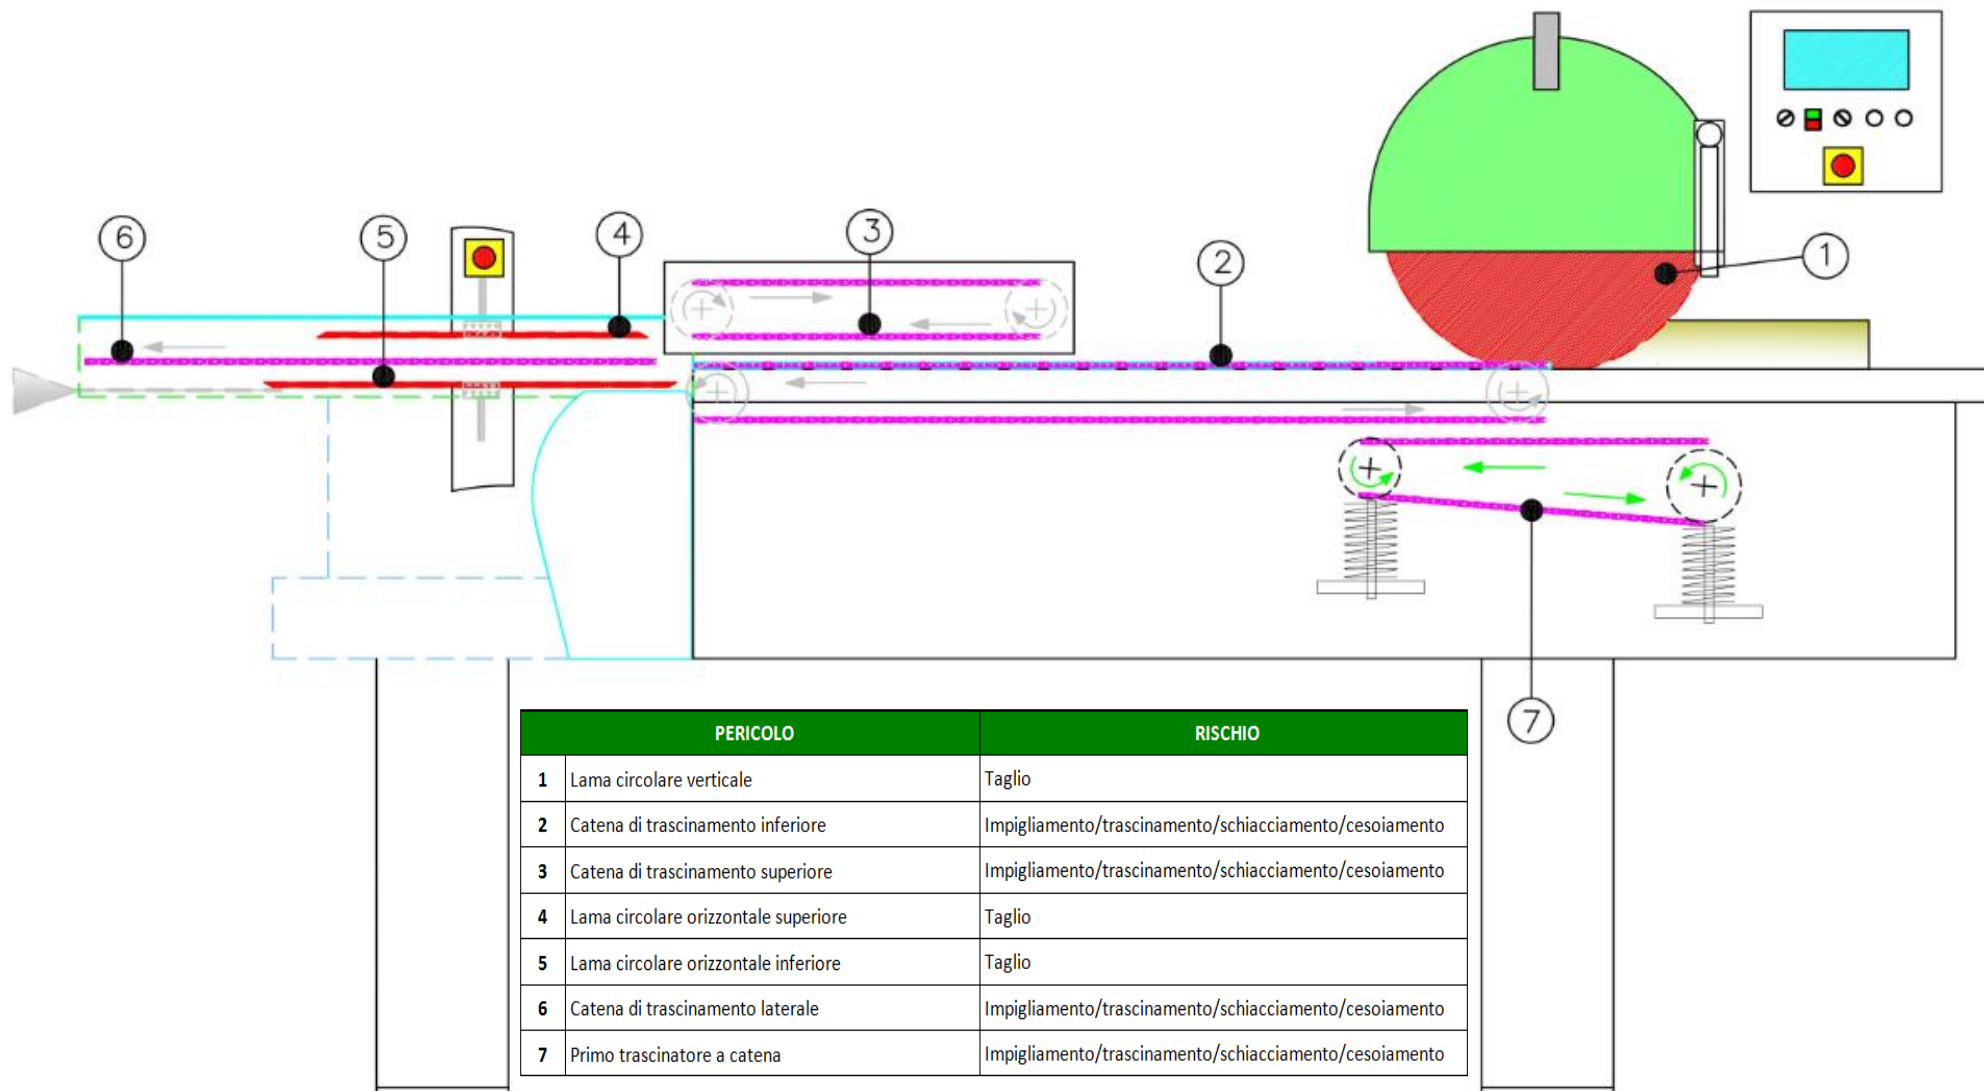 1
6
5
4
3
2
7
PERICOLO RISCHIO
1 Lama circolare verticale Taglio
2 Catena di trascinamento inferiore Impigliamento/trascinamento/schiacciamento/cesoiamento
3 Catena di trascinamento superiore Impigliamento/trascinamento/schiacciamento/cesoiamento
4 Lama circolare orizzontale superiore Taglio
5 Lama circolare orizzontale inferiore Taglio
6 Catena di trascinamento laterale Impigliamento/trascinamento/schiacciamento/cesoiamento
7 Primo trascinatore a catena Impigliamento/trascinamento/schiacciamento/cesoiamento